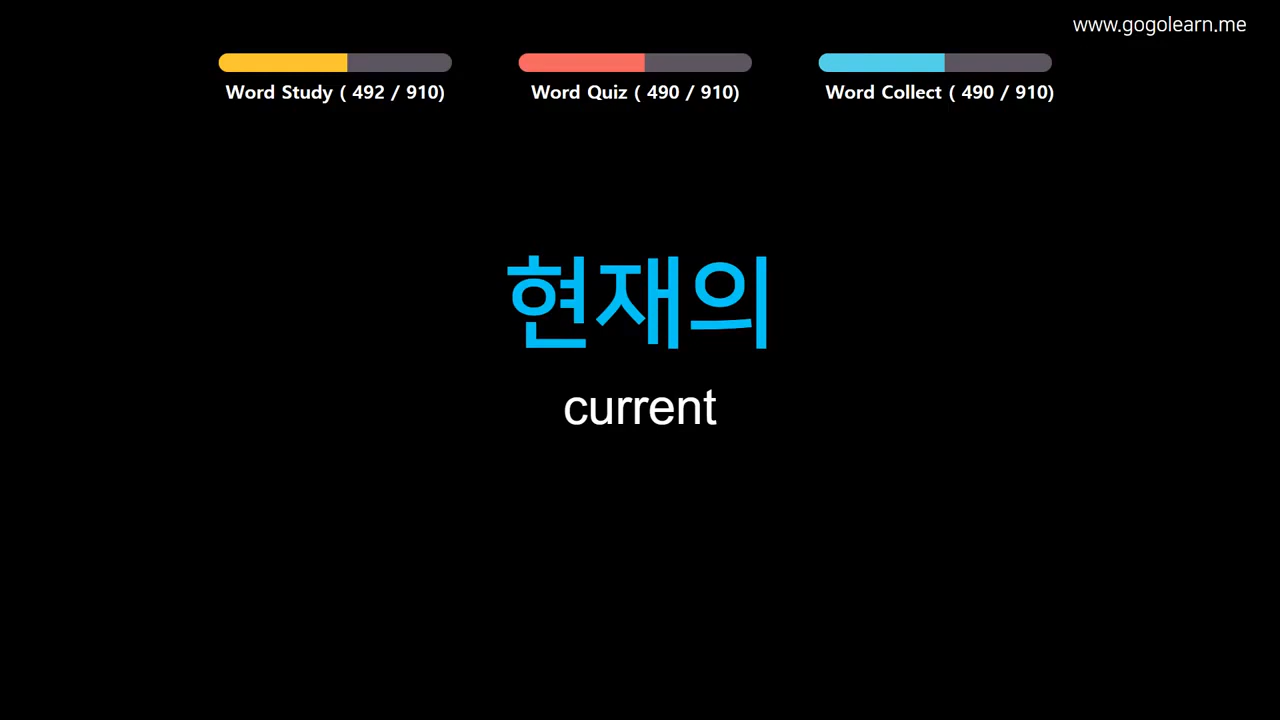 www.gogolearn.me
Word Study ( 492 / 910)
Word Quiz ( 490 / 910)
Word Collect ( 490 / 910)
현재의
current